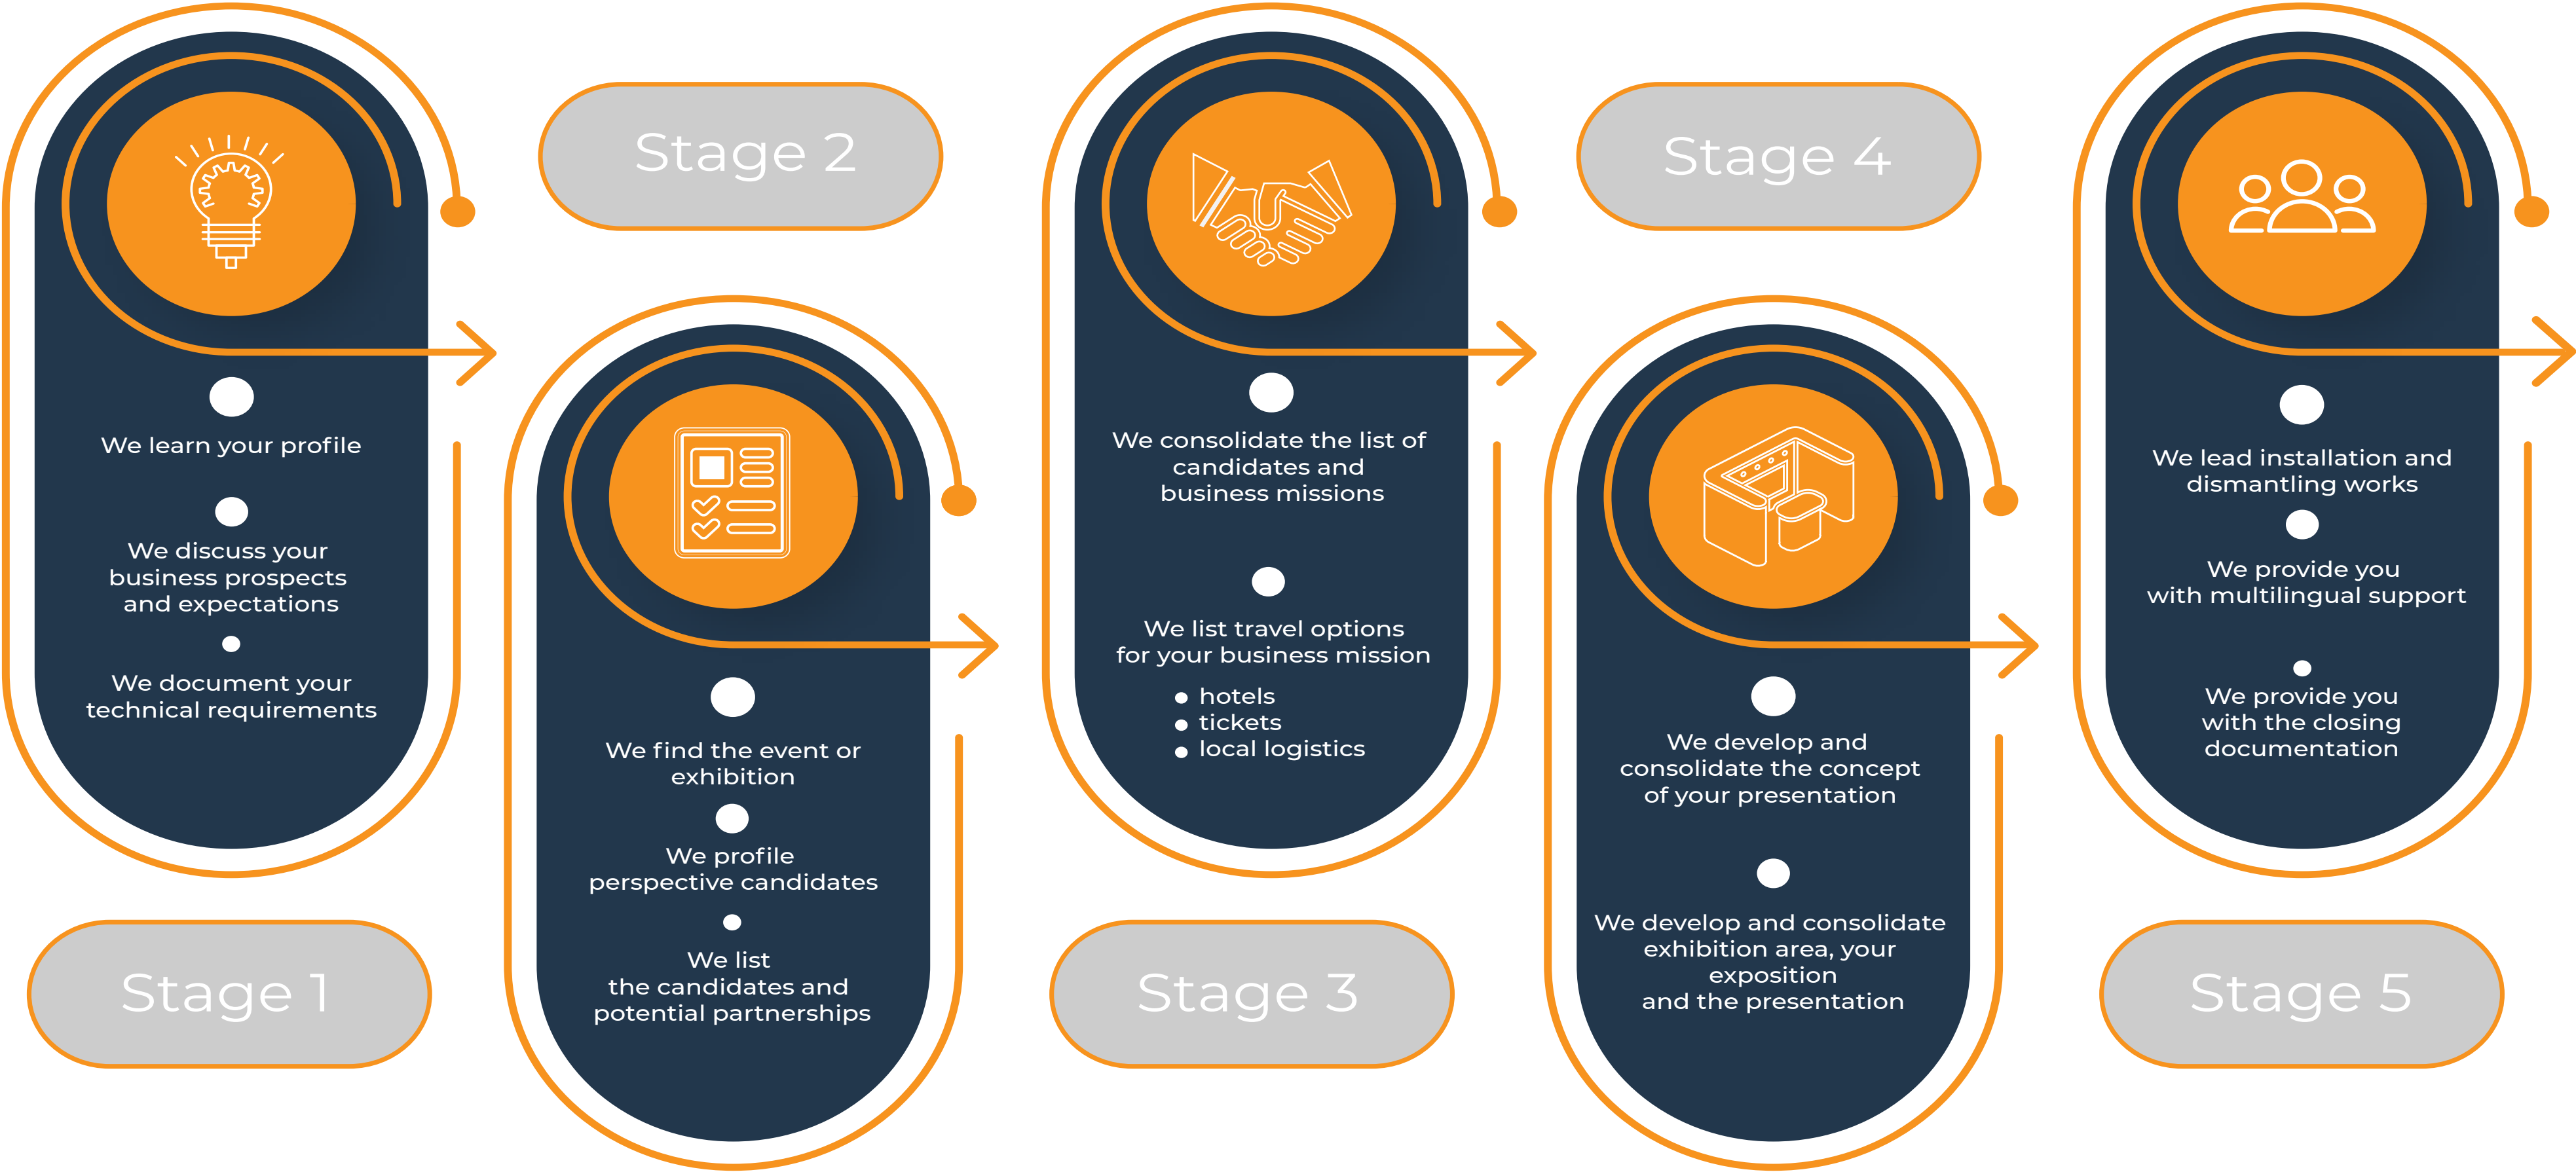 Stage 1
We learn your profile
We discuss your
business prospects
and expectations
We document your
technical requirements
Stage 2
We find the event or
exhibition
We profile
perspective candidates
We list
the candidates and
potential partnerships
Stage 3
We consolidate the list of
candidates and
business missions
We list travel options
for your business mission
hotels
tickets
local logistics
Stage 4
We develop and
consolidate the concept
of your presentation
We develop and consolidate
exhibition area, your
exposition
and the presentation
Stage 5
We lead installation and
dismantling works
We provide you
with multilingual support
We provide you
with the closing
documentation